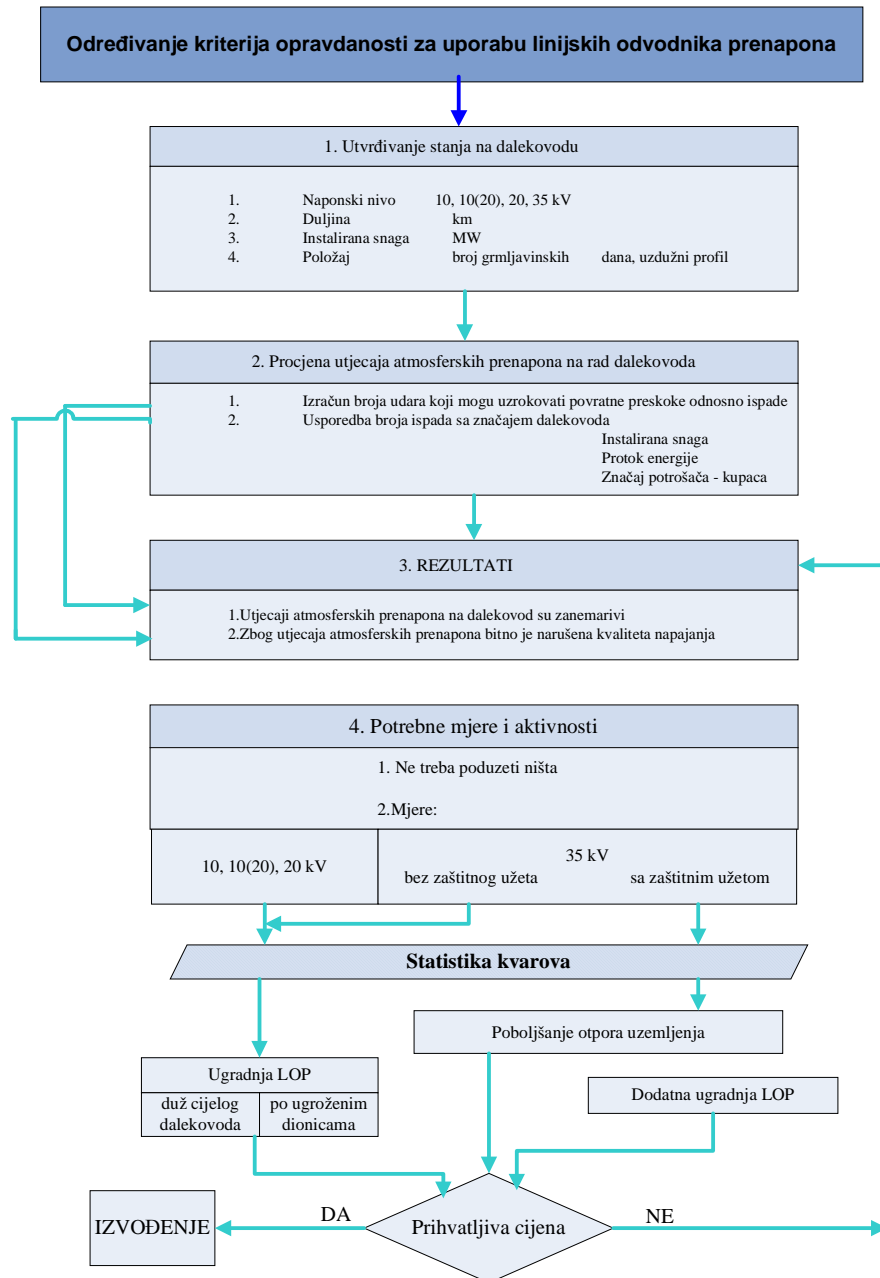 Određivanje kriterija opravdanosti za uporabu linijskih odvodnika prenapona
1. Utvrđivanje stanja na dalekovodu
1. Naponski nivo 10, 10(20), 20, 35 kV
2. Duljina km
3. Instalirana snaga MW
4. Položaj broj grmljavinskih dana, uzdužni profil
2. Procjena utjecaja atmosferskih prenapona na rad dalekovoda
1. Izračun broja udara koji mogu uzrokovati povratne preskoke odnosno ispade
2. Usporedba broja ispada sa značajem dalekovoda
Instalirana snaga
Protok energije
Značaj potrošača - kupaca
3. REZULTATI
1.Utjecaji atmosferskih prenapona na dalekovod su zanemarivi
2.Zbog utjecaja atmosferskih prenapona bitno je narušena kvaliteta napajanja
4. Potrebne mjere i aktivnosti
1. Ne treba poduzeti ništa
2.Mjere:
10, 10(20), 20 kV
35 kV
bez zaštitnog užeta sa zaštitnim užetom
Statistika kvarova
Poboljšanje otpora uzemljenja
Ugradnja LOP
duž cijelog
dalekovoda
po ugroženim
dionicama
Dodatna ugradnja LOP
IZVOĐENJE
DA
Prihvatljiva cijena
NE